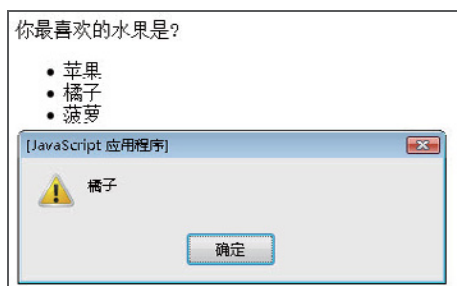 你最喜欢的水果是?
苹果
橘子
菠萝
[JavaScript 应用程序]
橘子
确定